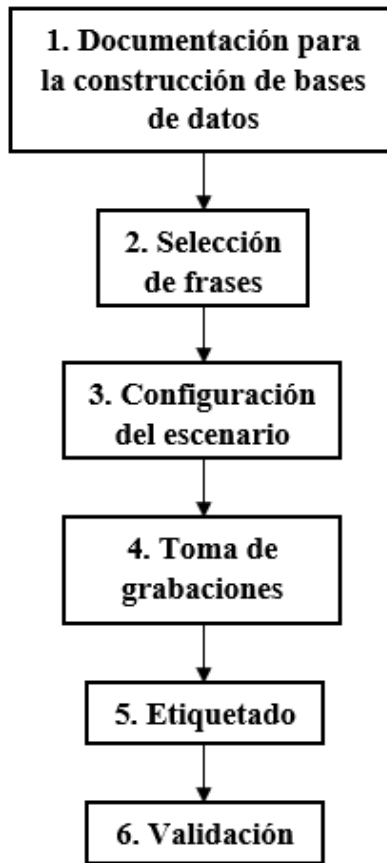 1. Documentación para
la construcción de bases
de datos
2. Selección
de frases
3. Configuración
del escenario
4. Toma de
grabaciones
5. Etiquetado
6. Validación